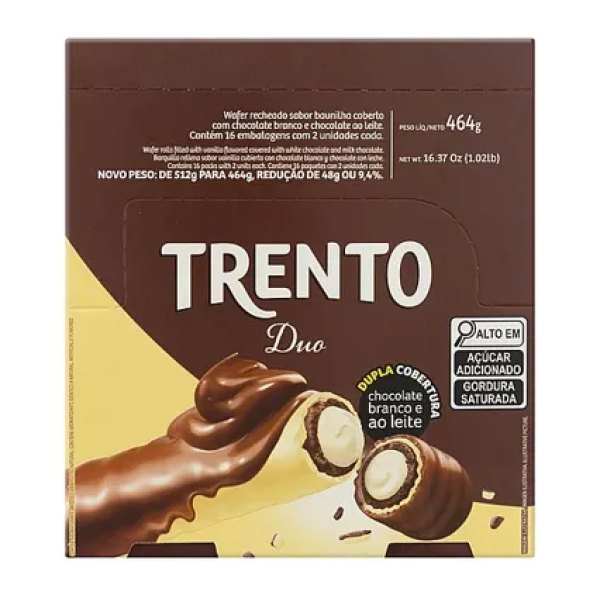 Wafer recheado sabor baunilha coberto
com chocolate branco e chocolate ao leite.
Contém 16 embalagens com 2 unidades cada.
Wafer rolls filled with vanilla flavored covered with white chocolate and milk chocolate.
Barquillo relleno sabor vainilla cubierto con chocolate blanco y chocolate con leche.
Contains 16 packs with 2 units each. Contiene 16 paquetes con 2 unidades cada.
NOVO PESO: DE 512g PARA 464g, REDUÇÃO DE 48g OU 9,4%.
PESO LÍQ./NETO 464g
NET WT 16.37 Oz (1.02lb)
TRENTO
Duo
ALTO EM
AÇÚCAR
ADICIONADO
GORDURA
SATURADA
DUPLA COBERTURA
chocolate
branco e
ao leite